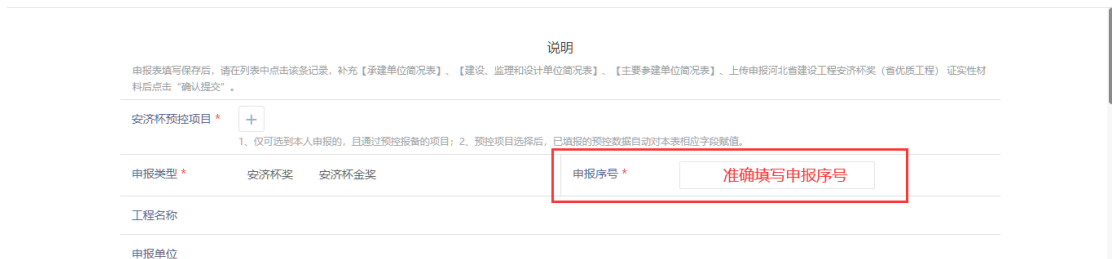 说明
申报表填写保存后，请在列表中点击该条记录，补充【承建单位简况表】、【建设、监理和设计单位简况表】、【主要参建单位简况表】、上传申报河北省建设工程安济杯奖（省优质工程） 证实性材
料后点击“确认提交”。
安济杯预控项目 * +
1、仅可选到本人申报的，且通过预控报备的项目；2、预控项目选择后，已填报的预控数据自动对本表相应字段赋值。
申报类型 * 安济杯奖 安济杯金奖 申报序号 * 准确填写申报序号
工程名称
申报单位